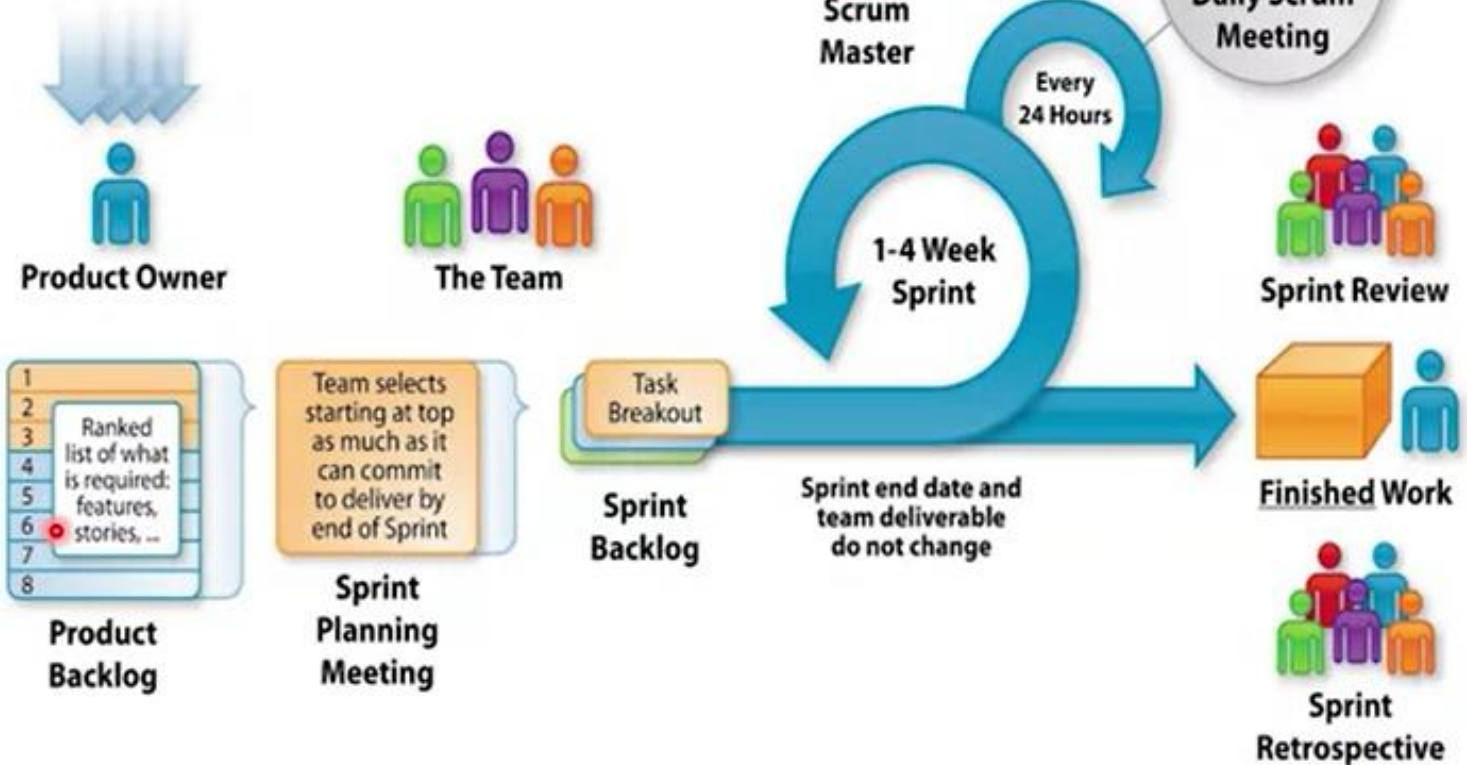 Scrum
Master
Daily Scrum
Meeting
Every
24 Hours
Product Owner
The Team
1-4 Week
Sprint
Sprint Review
1
2
3
4
5
6
7
8
Ranked
list of what
is required:
features,
stories, ...
Product
Backlog
Team selects
starting at top
as much as it
can commit
to deliver by
end of Sprint
Sprint
Planning
Meeting
Task
Breakout
Sprint
Backlog
Sprint end date and
team deliverable
do not change
Finished Work
Sprint
Retrospective